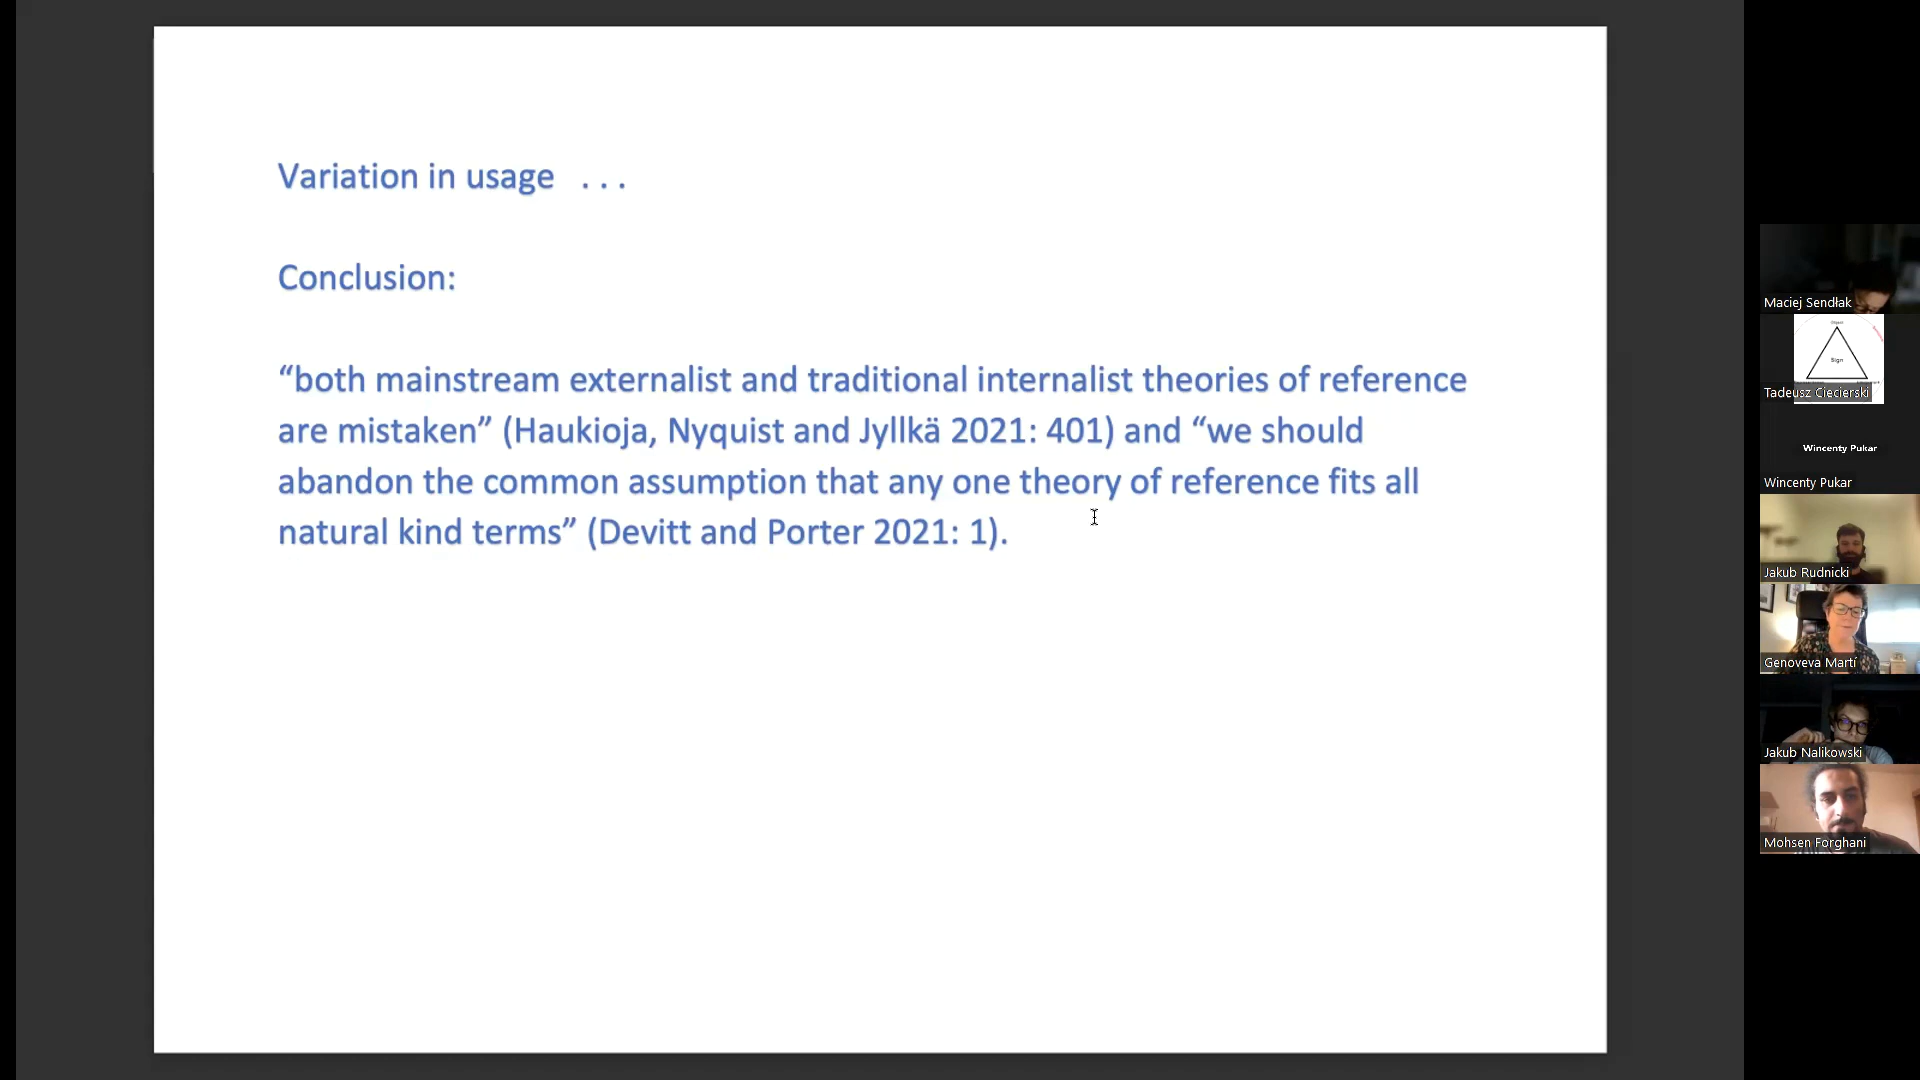 Variation in usage . . .
Conclusion:
“both mainstream externalist and traditional internalist theories of reference
are mistaken” (Haukioja, Nyquist and Jyllkä 2021: 401) and “we should
abandon the common assumption that any one theory of reference fits all
natural kind terms” (Devitt and Porter 2021: 1).
Maciej Sendłak
Sign
Tadeusz Ciecierski
Wincenty Pukar
Wincenty Pukar
Jakub Rudnicki
Genoveva Martí
Jakub Nalikowski
Mohsen Forghani